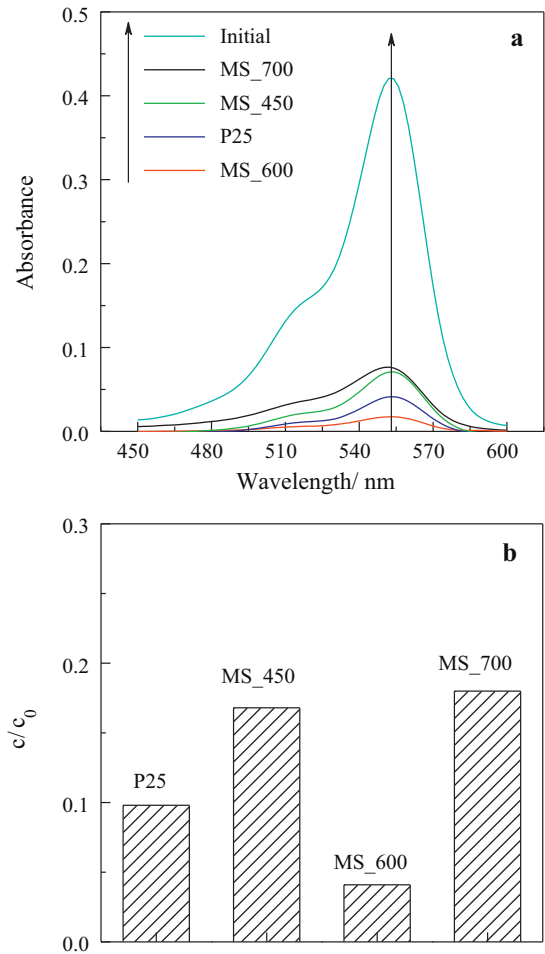 0.5
Initial
a
MS_700
0.4
MS_450
P25
0.3
MS_600
Absorbance
0.2
0.1
0.0
450 480 510 540 570 600
Wavelength/ nm
0.3
b
MS_700
0.2
MS_450
c/c₀
P25
0.1
MS_600
0.0